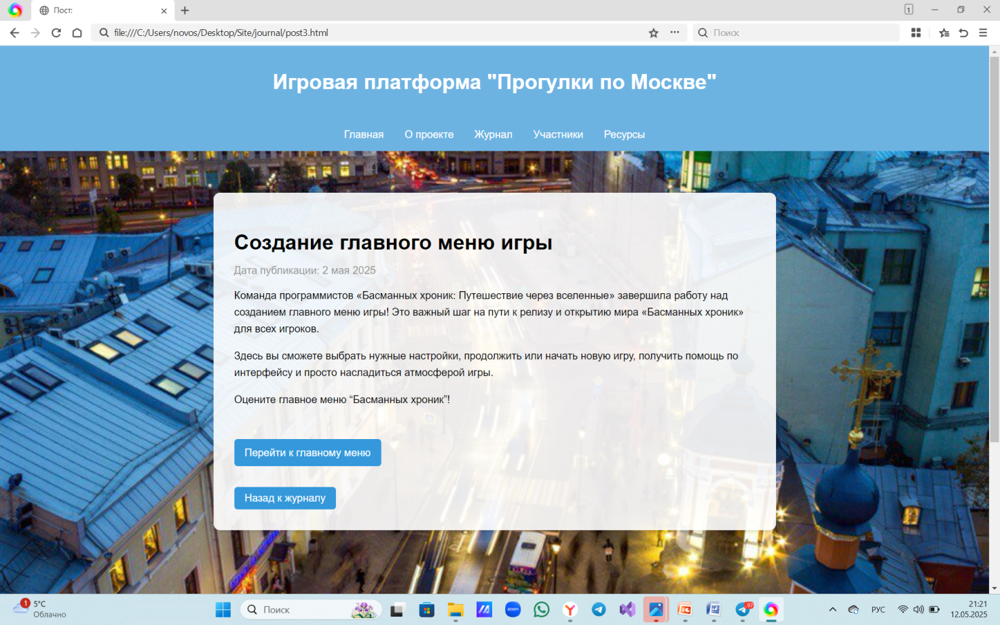 Пост:
1
file:///C:/Users/novos/Desktop/Site/journal/post3.html
Поиск
Игровая платформа "Прогулки по Москве"
Главная О проекте Журнал Участники Ресурсы
Создание главного меню игры
Дата публикации: 2 мая 2025
Команда программистов «Басманных хроник: Путешествие через вселенные» завершила работу над
созданием главного меню игры! Это важный шаг на пути к релизу и открытию мира «Басманных хроник»
для всех игроков.
Здесь вы сможете выбрать нужные настройки, продолжить или начать новую игру, получить помощь по
интерфейсу и просто насладиться атмосферой игры.
Оцените главное меню “Басманных хроник”!
Перейти к главному меню
Назад к журналу
1
5°C
Облачно
Поиск
zoom
97
РУС
21:21
12.05.2025